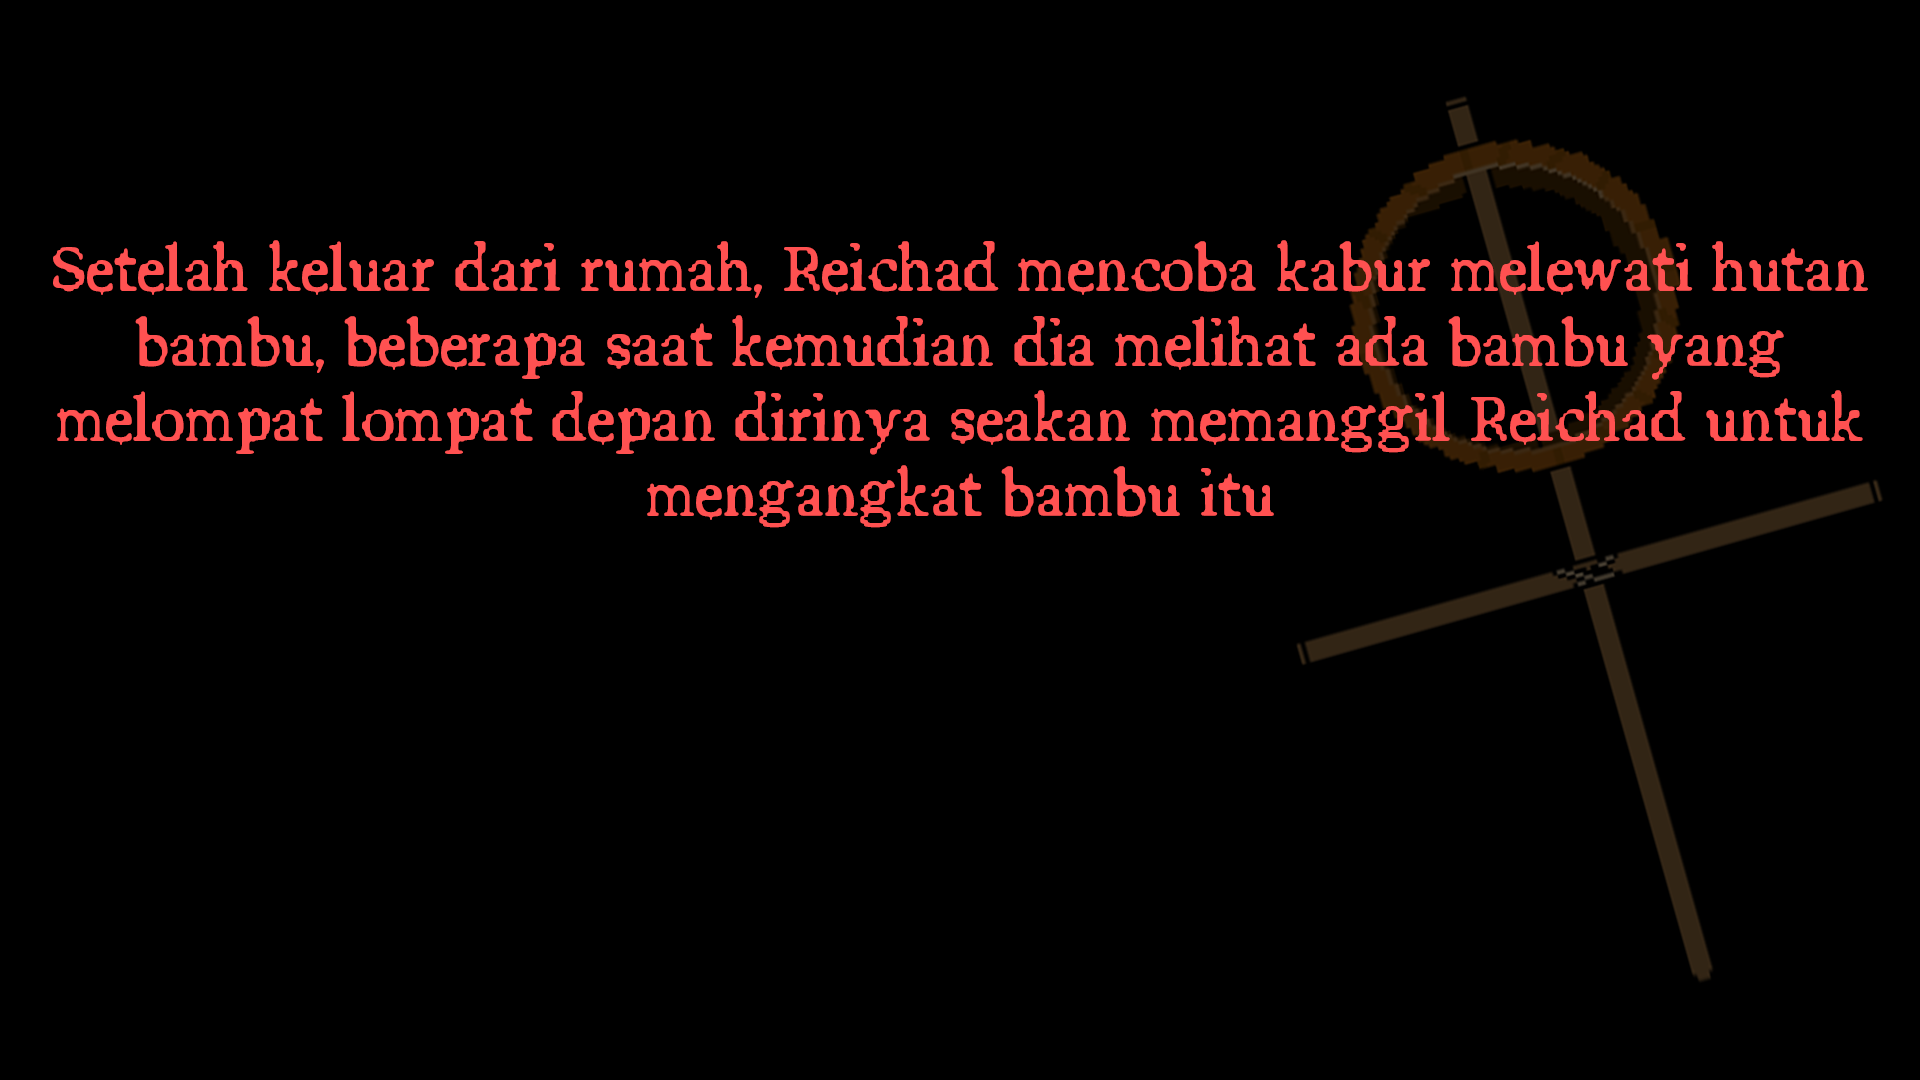 Setelah keluar dari rumah, Reichad mencoba kabur melewati hutan
bambu, beberapa saat kemudian dia melihat ada bambu yang
melompat lompat depan dirinya seakan memanggil Reichad untuk
mengangkat bambu itu